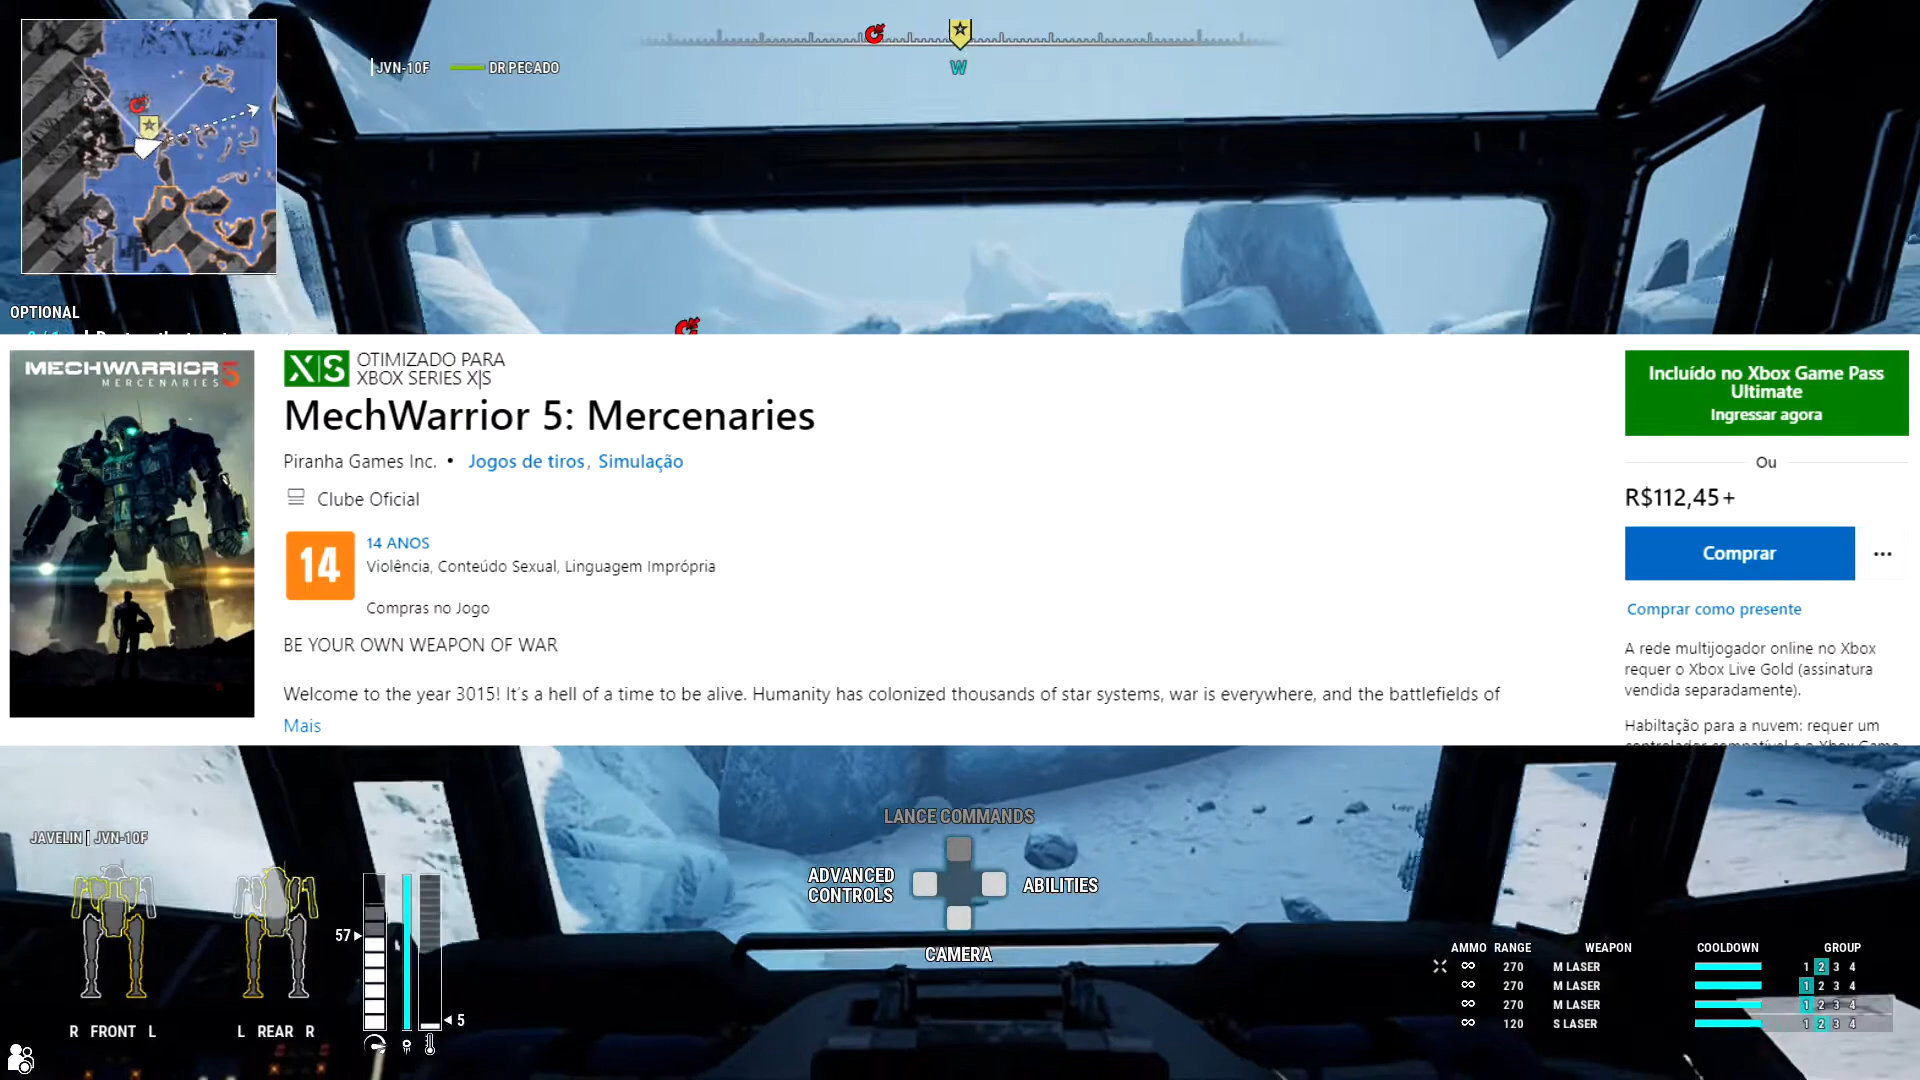 W
JVN-10F
DR PECADO
OPTIONAL
MECHWARRIOR 5
MERCENARIES
X|S
OTIMIZADO PARA
XBOX SERIES X|S
MechWarrior 5: Mercenaries
Piranha Games Inc. • Jogos de tiros, Simulação
Clube Oficial
14
14 ANOS
Violência, Conteúdo Sexual, Linguagem Imprópria
Compras no Jogo
BE YOUR OWN WEAPON OF WAR
Welcome to the year 3015! It's a hell of a time to be alive. Humanity has colonized thousands of star systems, war is everywhere, and the battlefields of
Mais
Incluído no Xbox Game Pass
Ultimate
Ingressar agora
Ou
R$112,45+
Comprar
...
Comprar como presente
A rede multijogador online no Xbox
requer o Xbox Live Gold (assinatura
vendida separadamente).
Habiltação para a nuvem: requer um
JAVELIN | JVN-10F
R FRONT L
L REAR R
57
5
LANCE COMMANDS
ADVANCED
CONTROLS
ABILITIES
CAMERA
AMMO RANGE WEAPON COOLDOWN GROUP
∞ 270 M LASER 1 2 3 4
∞ 270 M LASER 1 2 3 4
∞ 270 M LASER 1 2 3 4
∞ 120 S LASER 1 2 3 4